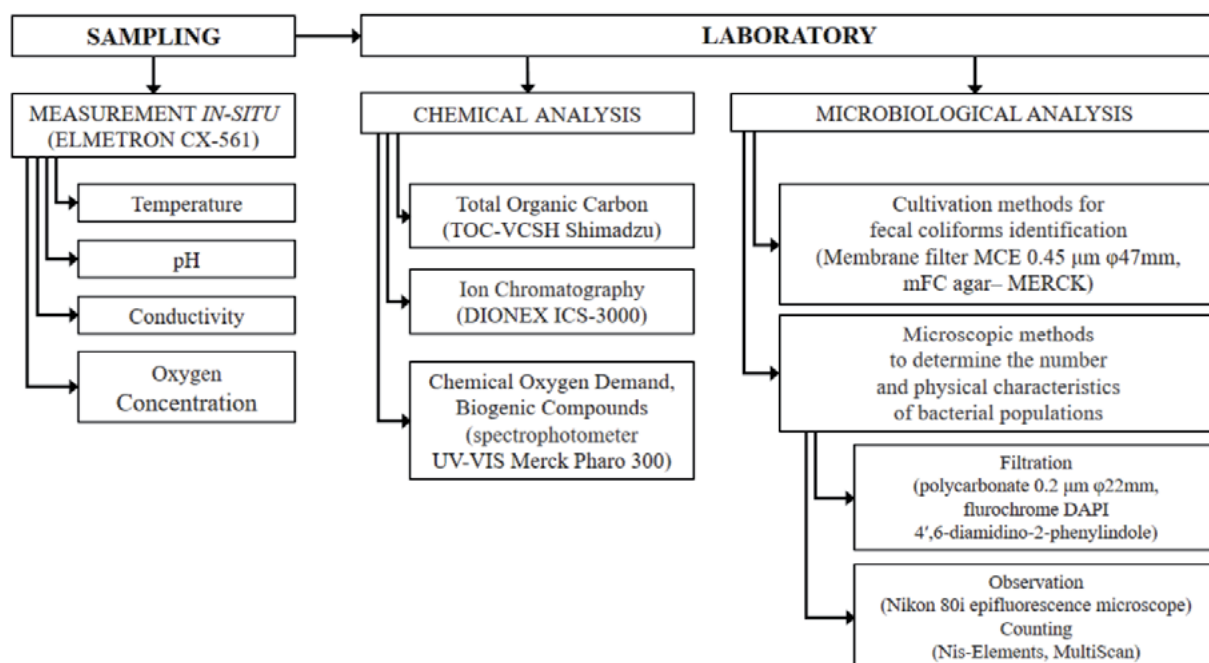 SAMPLING
LABORATORY
MEASUREMENT IN-SITU
(ELMETRON CX-561)
Temperature
pH
Conductivity
Oxygen
Concentration
CHEMICAL ANALYSIS
Total Organic Carbon
(TOC-VCSH Shimadzu)
Ion Chromatography
(DIONEX ICS-3000)
Chemical Oxygen Demand,
Biogenic Compounds
(spectrophotometer
UV-VIS Merck Pharo 300)
MICROBIOLOGICAL ANALYSIS
Cultivation methods for
fecal coliforms identification
(Membrane filter MCE 0.45 μm φ47mm,
mFC agar– MERCK)
Microscopic methods
to determine the number
and physical characteristics
of bacterial populations
Filtration
(polycarbonate 0.2 μm φ22mm,
flurochrome DAPI
4′,6-diamidino-2-phenylindole)
Observation
(Nikon 80i epifluorescence microscope)
Counting
(Nis-Elements, MultiScan)